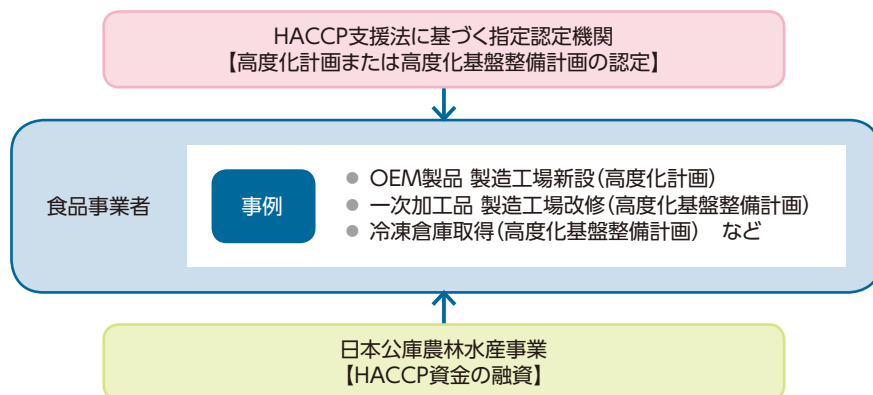 HACCP支援法に基づく指定認定機関
【高度化計画または高度化基盤整備計画の認定】
食品事業者
事例
● OEM製品 製造工場新設(高度化計画)
● 一次加工品 製造工場改修(高度化基盤整備計画)
● 冷凍倉庫取得(高度化基盤整備計画)　など
日本公庫農林水産事業
【HACCP資金の融資】